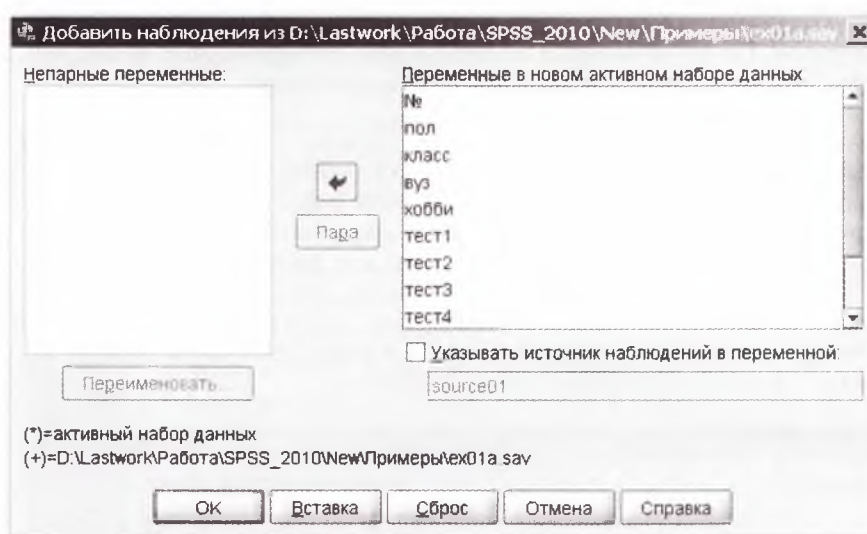 Добавить наблюдения из D:\Lastwork\Работа\SPSS_2010\New\Примеры\ex01a.sav
Непарные переменные:
Переменные в новом активном наборе данных
№
пол
класс
вуз
хобби
тест1
тест2
тест3
тест4
Пара
Указывать источник наблюдений в переменной:
source01
Переименовать...
(*)=активный набор данных
(+)=D:\Lastwork\Работа\SPSS_2010\New\Примеры\ex01a.sav
OK
Вставка
Сброс
Отмена
Справка